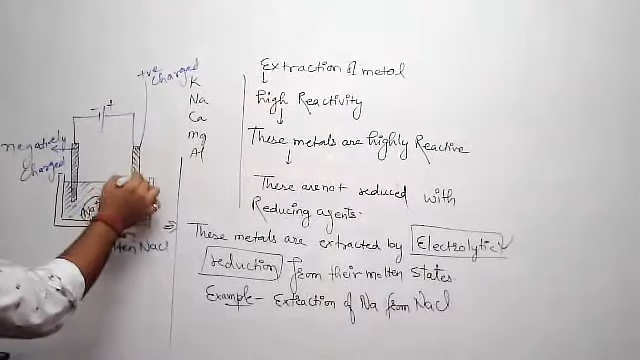 +ve charged
- +
negatively
charged
Na+
molten NaCl
K
Na
Ca
Mg
Al
Extraction of metal
high Reactivity
These metals are highly Reactive
There are not reduced with
Reducing agents.
These metals are extracted by Electrolytic
reduction from their molten states.
Example - Extraction of Na from NaCl